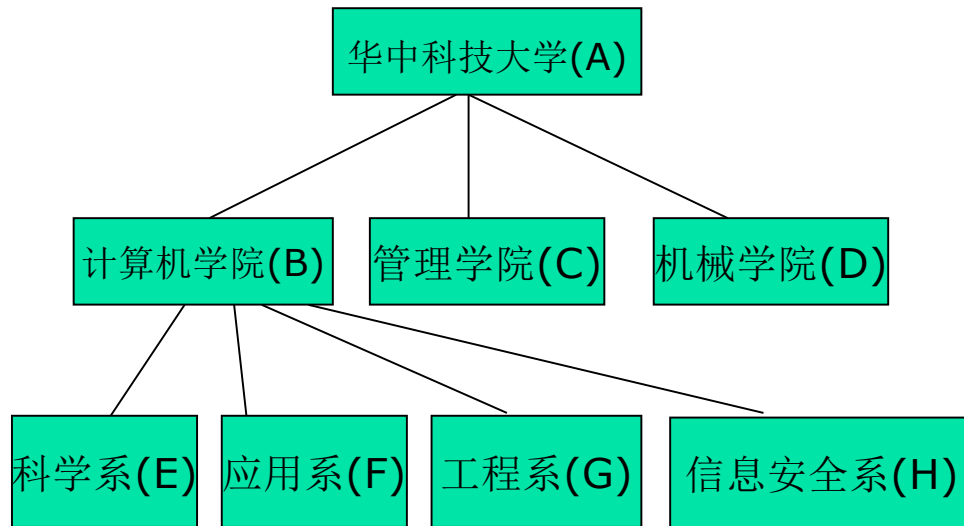 华中科技大学(A)
计算机学院(B)
管理学院(C)
机械学院(D)
科学系(E)
应用系(F)
工程系(G)
信息安全系(H)